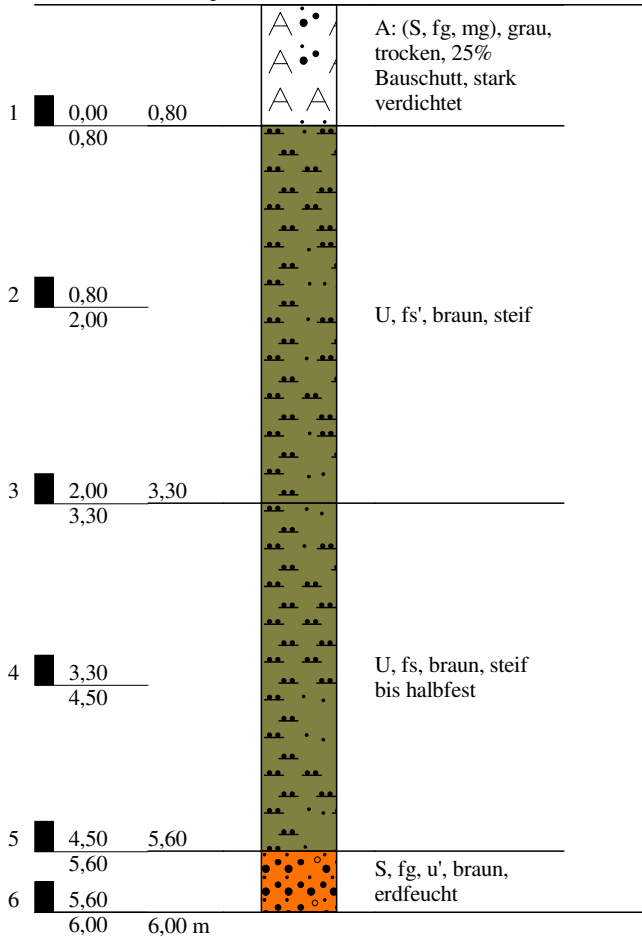 A: (S, fg, mg), grau,
trocken, 25%
Bauschutt, stark
verdichtet
1 0,00 0,80
0,80
2 0,80
2,00
U, fs', braun, steif
3 2,00 3,30
3,30
4 3,30
4,50
U, fs, braun, steif
bis halbfest
5 4,50 5,60
5,60
S, fg, u', braun,
erdfeucht
6 5,60
6,00 6,00 m